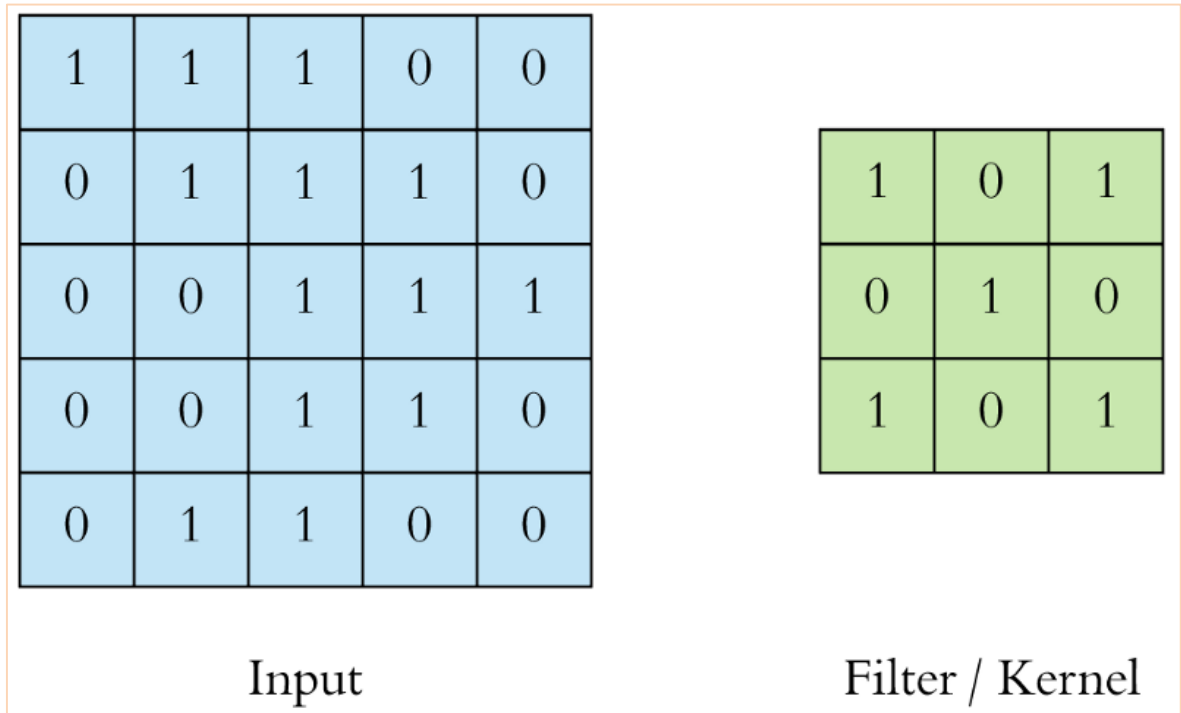 1 1 1 0 0
0 1 1 1 0
0 0 1 1 1
0 0 1 1 0
0 1 1 0 0
Input
1 0 1
0 1 0
1 0 1
Filter / Kernel